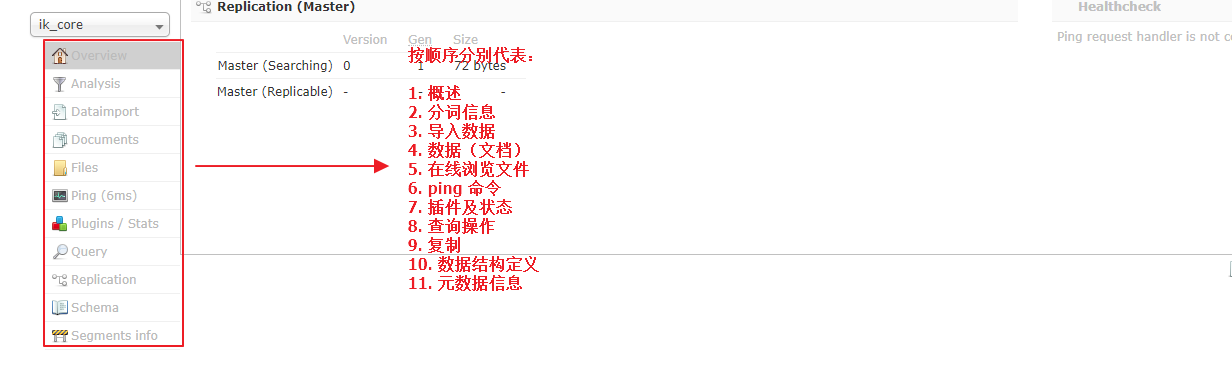 ik_core
Overview
Analysis
Dataimport
Documents
Files
Ping (6ms)
Plugins / Stats
Query
Replication
Schema
Segments info
Replication (Master)
Version Gen Size
Master (Searching) 0 1 72 bytes
Master (Replicable) - - -
按顺序分别代表：
1. 概述
2. 分词信息
3. 导入数据
4. 数据（文档）
5. 在线浏览文件
6. ping 命令
7. 插件及状态
8. 查询操作
9. 复制
10. 数据结构定义
11. 元数据信息
Healthcheck
Ping request handler is not